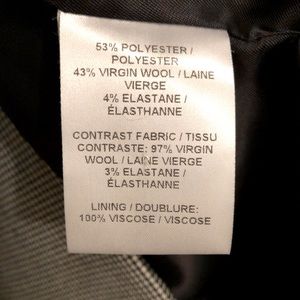 53% POLYESTER /
POLYESTER
43% VIRGIN WOOL / LAINE
VIERGE
4% ELASTANE /
ÉLASTHANNE
CONTRAST FABRIC / TISSU
CONTRASTE: 97% VIRGIN
WOOL / LAINE VIERGE
3% ELASTANE /
ÉLASTHANNE
LINING / DOUBLURE:
100% VISCOSE / VISCOSE